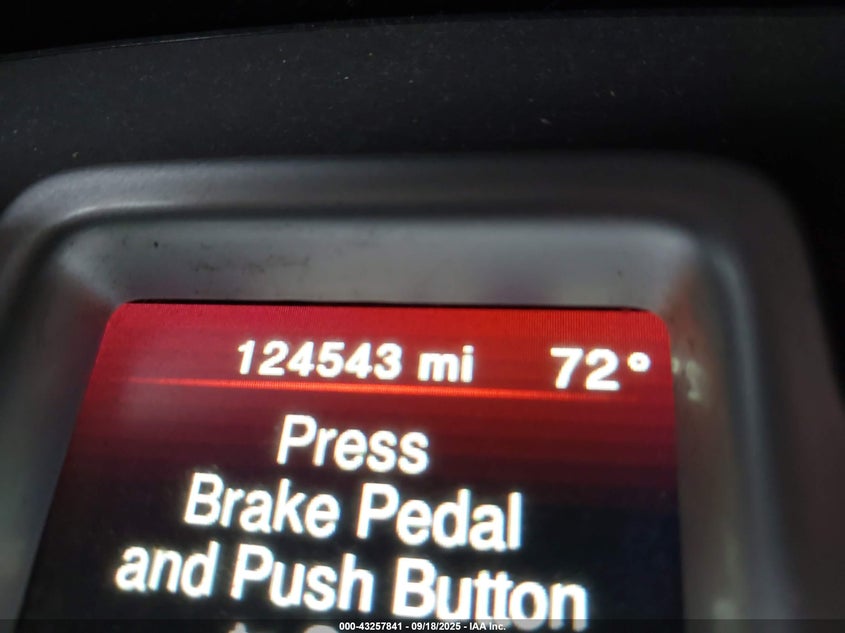 124543 mi 72°
Press
Brake Pedal
and Push Button
000-43257841 - 09/18/2025 - IAA Inc.